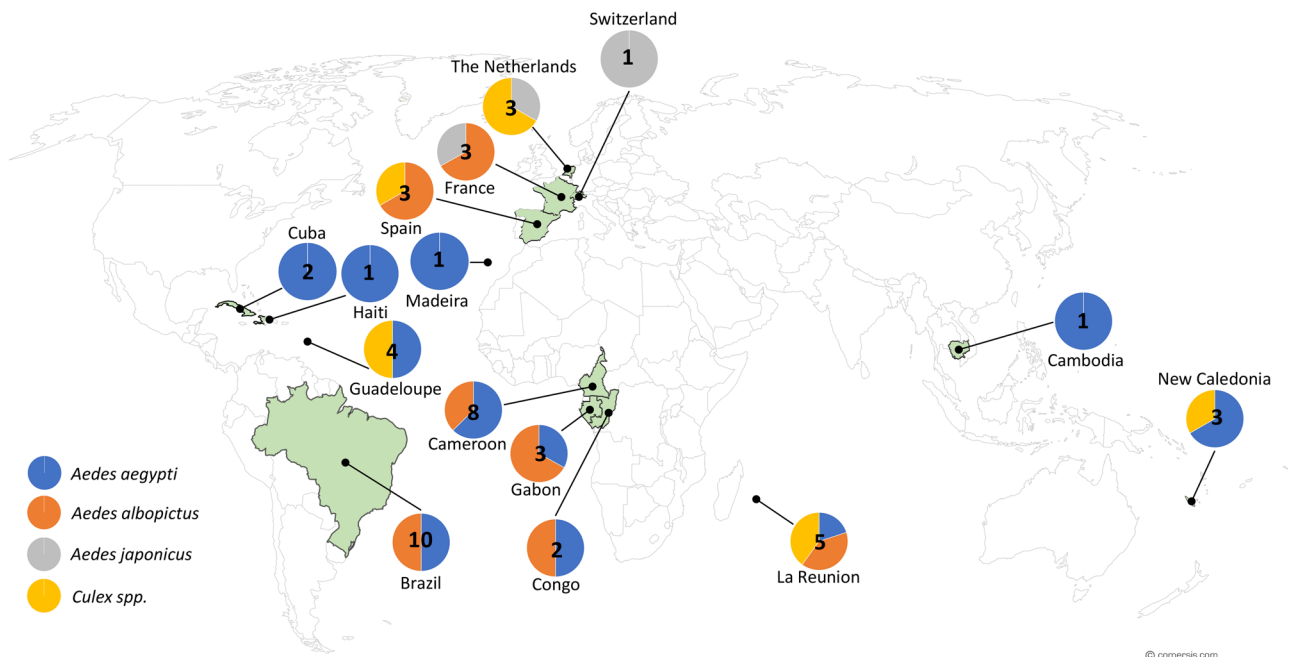 Switzerland
1
The Netherlands
3
3
France
3
Spain
Cuba
2
1
Haiti
1
Madeira
4
Guadeloupe
8
Cameroon
3
Gabon
2
Congo
10
Brazil
5
La Reunion
1
Cambodia
New Caledonia
3
Aedes aegypti
Aedes albopictus
Aedes japonicus
Culex spp.
© comersis.com